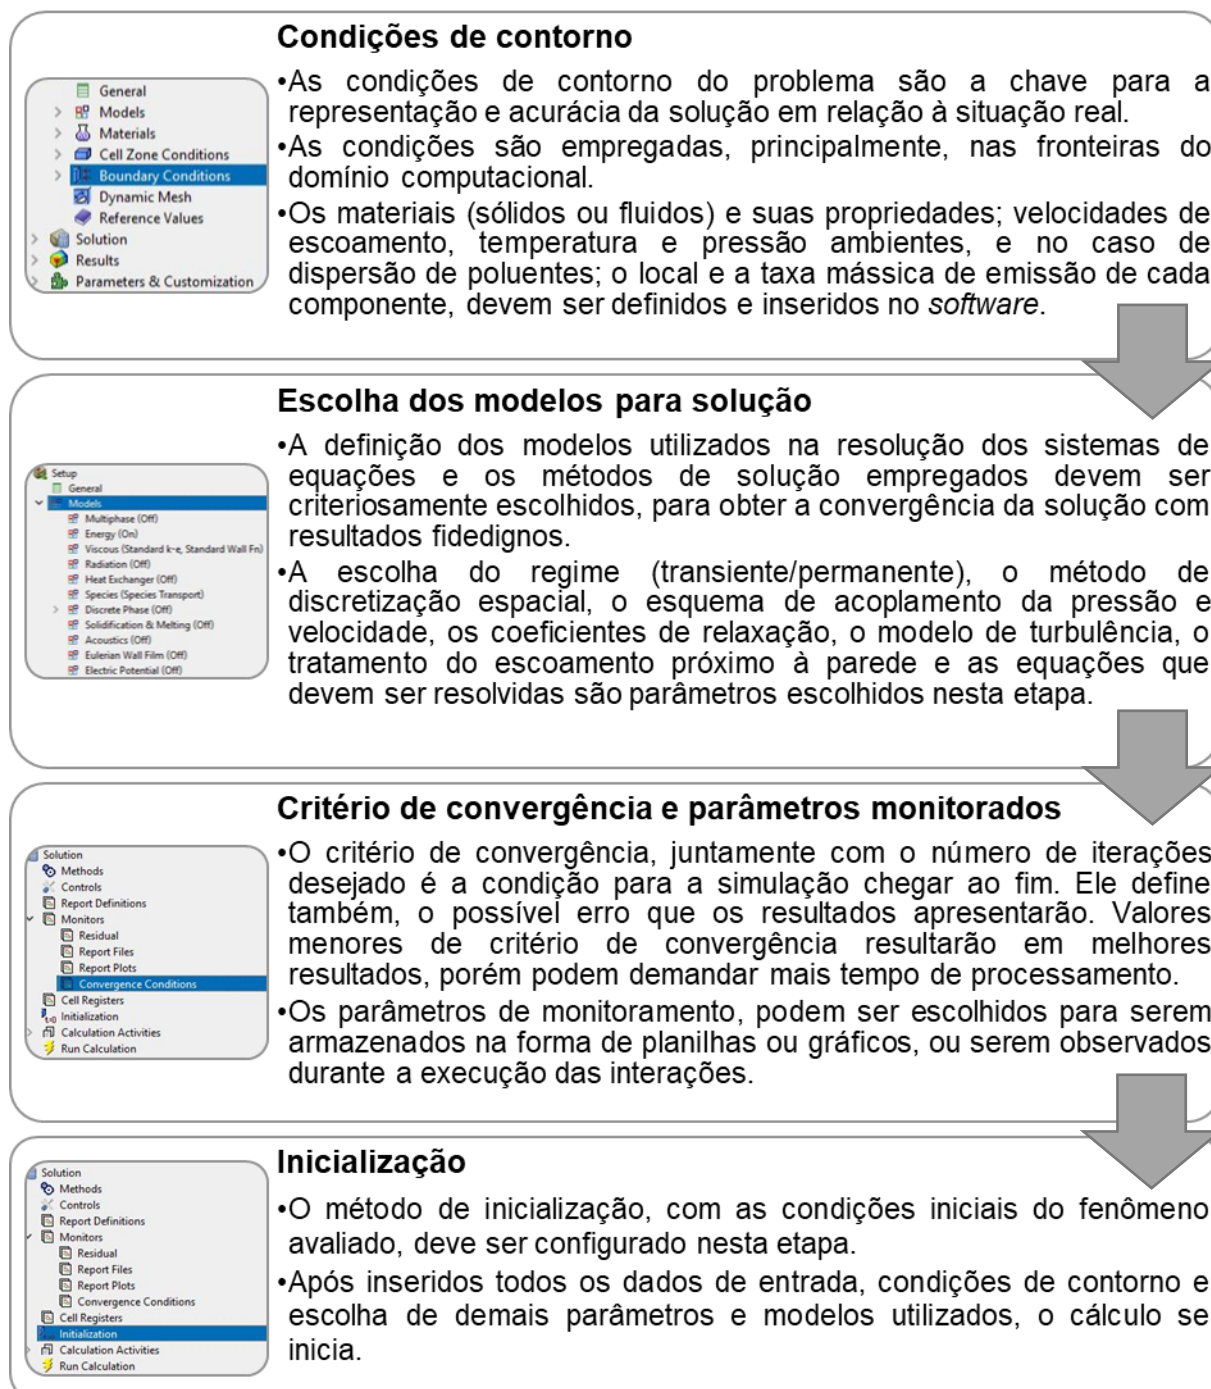 Condições de contorno
General
Models
Materials
Cell Zone Conditions
Boundary Conditions
Dynamic Mesh
Reference Values
Solution
Results
Parameters & Customization
•As condições de contorno do problema são a chave para a
representação e acurácia da solução em relação à situação real.
•As condições são empregadas, principalmente, nas fronteiras do
domínio computacional.
•Os materiais (sólidos ou fluidos) e suas propriedades; velocidades de
escoamento, temperatura e pressão ambientes, e no caso de
dispersão de poluentes; o local e a taxa mássica de emissão de cada
componente, devem ser definidos e inseridos no software.
Escolha dos modelos para solução
Setup
General
Models
Multiphase (Off)
Energy (On)
Viscous (Standard k-e, Standard Wall Fn)
Radiation (Off)
Heat Exchanger (Off)
Species (Species Transport)
Discrete Phase (Off)
Solidification & Melting (Off)
Acoustics (Off)
Eulerian Wall Film (Off)
Electric Potential (Off)
•A definição dos modelos utilizados na resolução dos sistemas de
equações e os métodos de solução empregados devem ser
criteriosamente escolhidos, para obter a convergência da solução com
resultados fidedignos.
•A escolha do regime (transiente/permanente), o método de
discretização espacial, o esquema de acoplamento da pressão e
velocidade, os coeficientes de relaxação, o modelo de turbulência, o
tratamento do escoamento próximo à parede e as equações que
devem ser resolvidas são parâmetros escolhidos nesta etapa.
Critério de convergência e parâmetros monitorados
Solution
Methods
Controls
Report Definitions
Monitors
Residual
Report Files
Report Plots
Convergence Conditions
Cell Registers
Initialization
Calculation Activities
Run Calculation
•O critério de convergência, juntamente com o número de iterações
desejado é a condição para a simulação chegar ao fim. Ele define
também, o possível erro que os resultados apresentarão. Valores
menores de critério de convergência resultarão em melhores
resultados, porém podem demandar mais tempo de processamento.
•Os parâmetros de monitoramento, podem ser escolhidos para serem
armazenados na forma de planilhas ou gráficos, ou serem observados
durante a execução das interações.
Inicialização
Solution
Methods
Controls
Report Definitions
Monitors
Residual
Report Files
Report Plots
Convergence Conditions
Cell Registers
Initialization
Calculation Activities
Run Calculation
•O método de inicialização, com as condições iniciais do fenômeno
avaliado, deve ser configurado nesta etapa.
•Após inseridos todos os dados de entrada, condições de contorno e
escolha de demais parâmetros e modelos utilizados, o cálculo se
inicia.